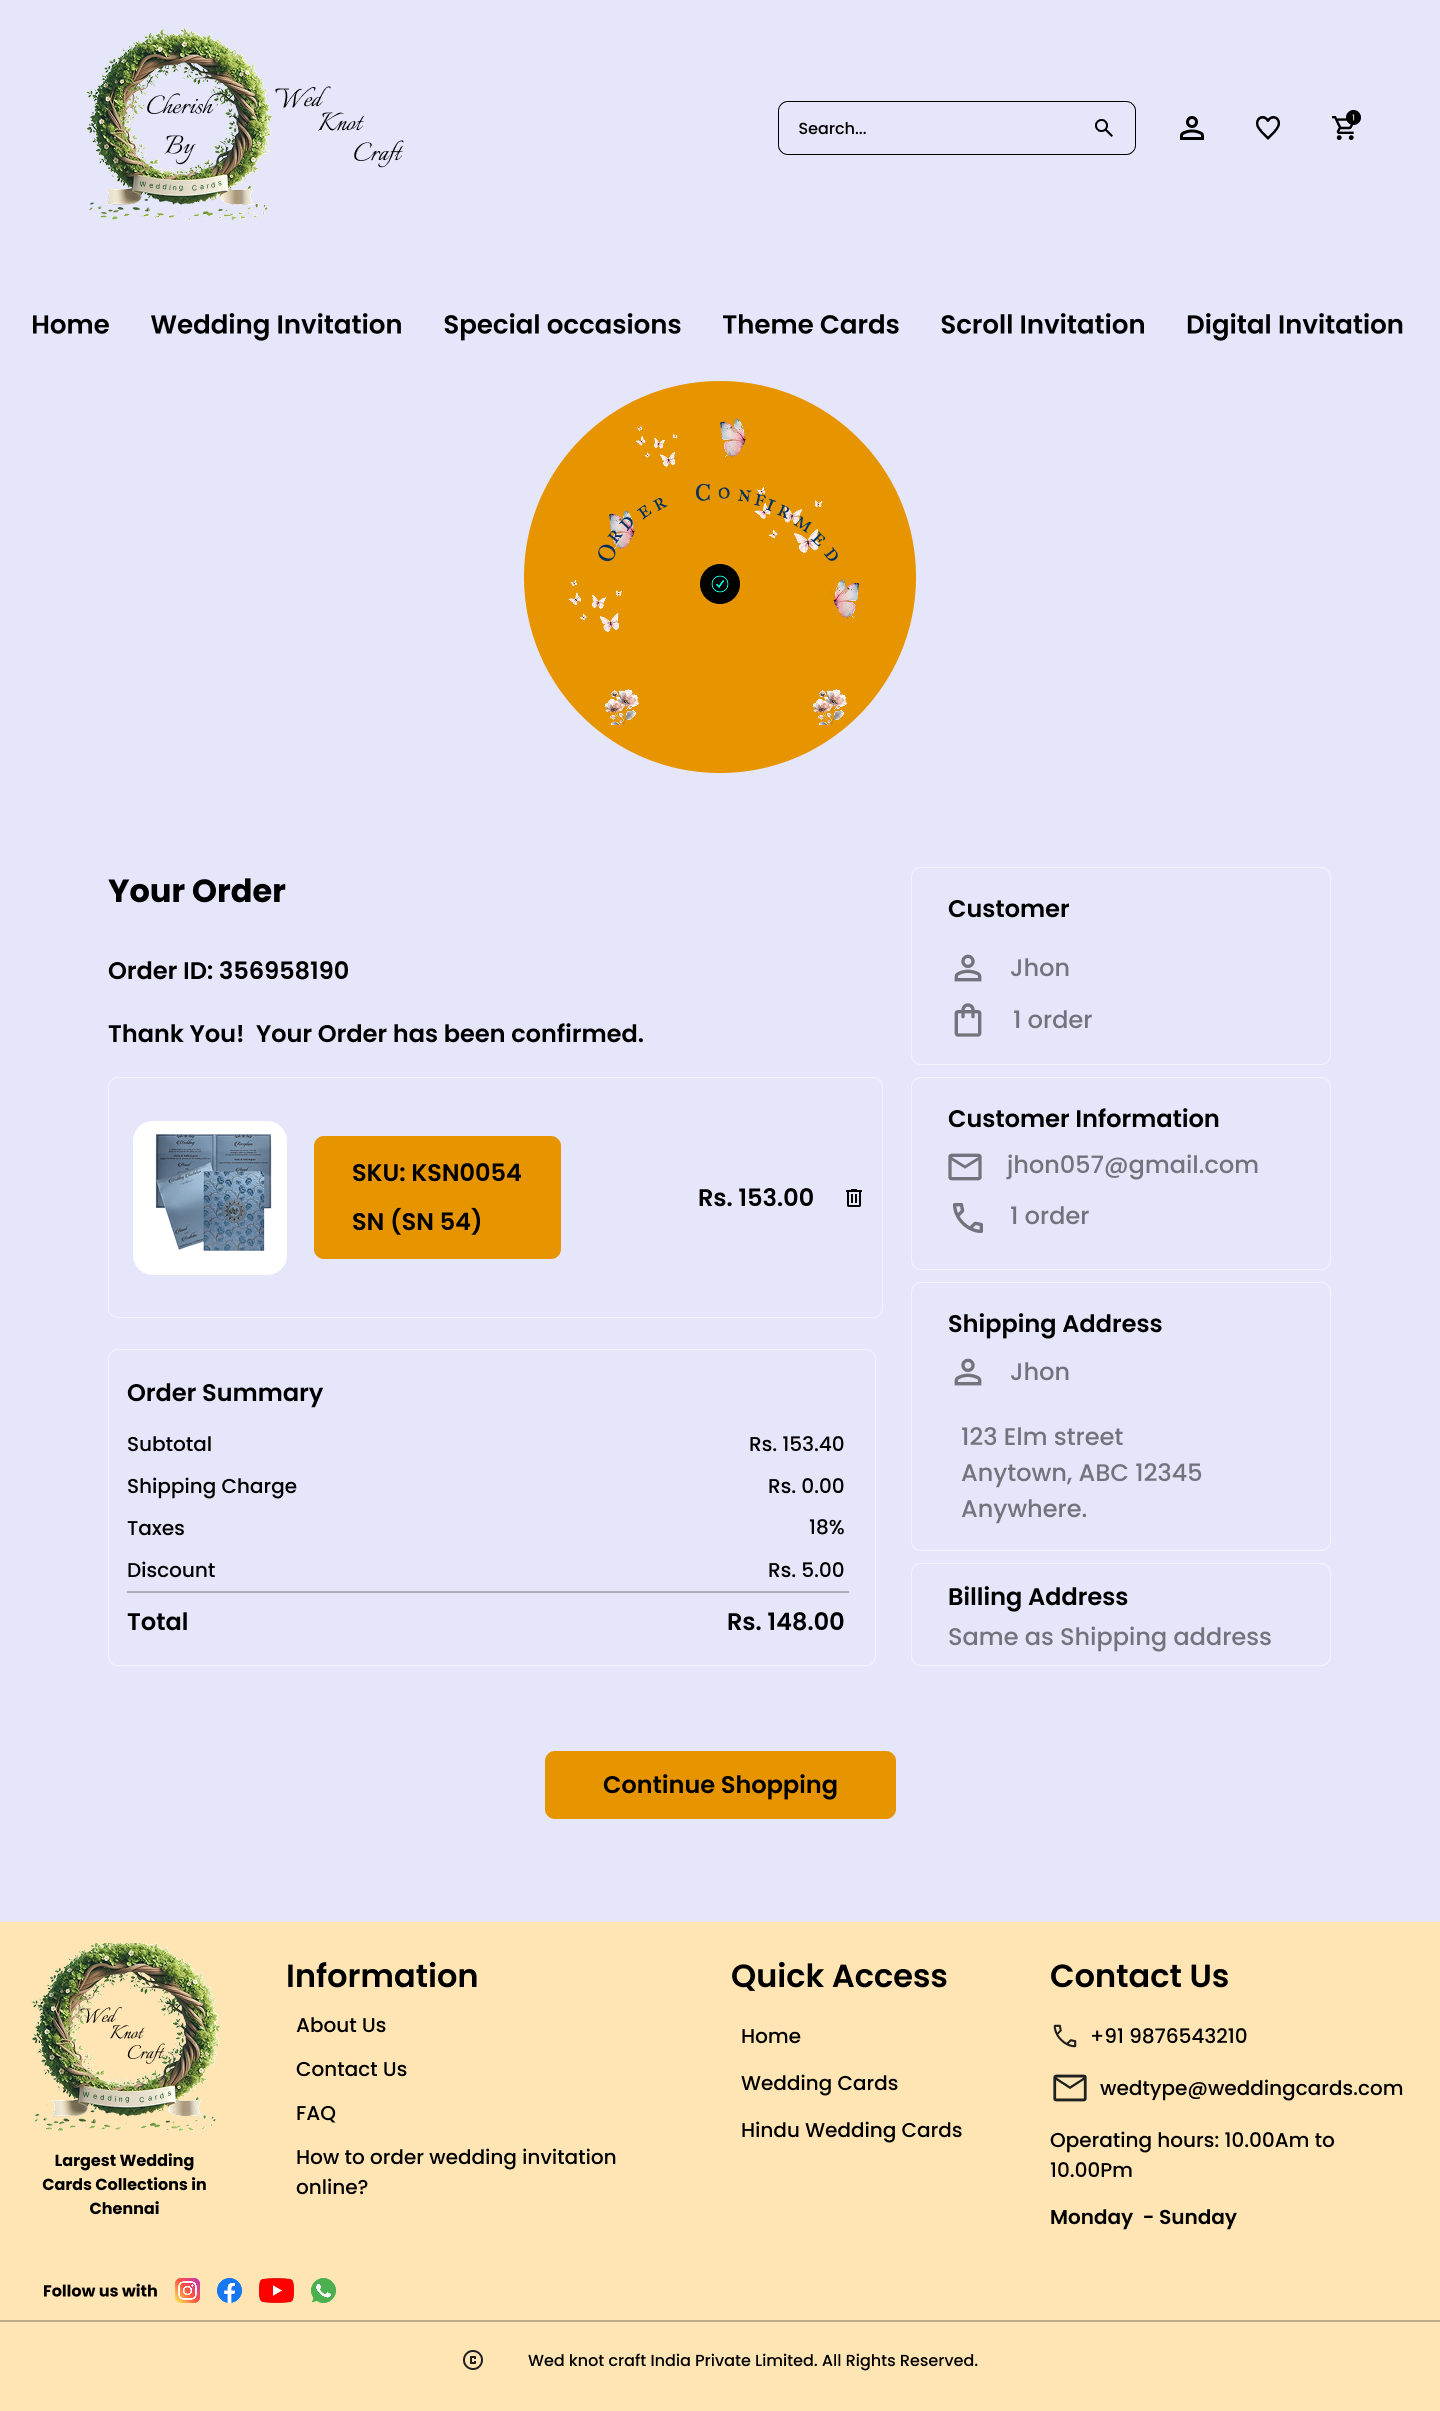 Cherish
By
Wedding Cards
Wed
Knot
Craft
Search...
1
Home
Wedding Invitation
Special occasions
Theme Cards
Scroll Invitation
Digital Invitation
Order Confirmed
Your Order
Order ID: 356958190
Thank You!  Your Order has been confirmed.
SKU: KSN0054
SN (SN 54)
Rs. 153.00
Order Summary
Subtotal Rs. 153.40
Shipping Charge Rs. 0.00
Taxes 18%
Discount Rs. 5.00
Total Rs. 148.00
Customer
Jhon
1 order
Customer Information
jhon057@gmail.com
1 order
Shipping Address
Jhon
123 Elm street
Anytown, ABC 12345
Anywhere.
Billing Address
Same as Shipping address
Continue Shopping
Wed
Knot
Craft
Wedding Cards
Largest Wedding
Cards Collections in
Chennai
Information
About Us
Contact Us
FAQ
How to order wedding invitation
online?
Quick Access
Home
Wedding Cards
Hindu Wedding Cards
Contact Us
+91 9876543210
wedtype@weddingcards.com
Operating hours: 10.00Am to
10.00Pm
Monday  - Sunday
Follow us with
© Wed knot craft India Private Limited. All Rights Reserved.